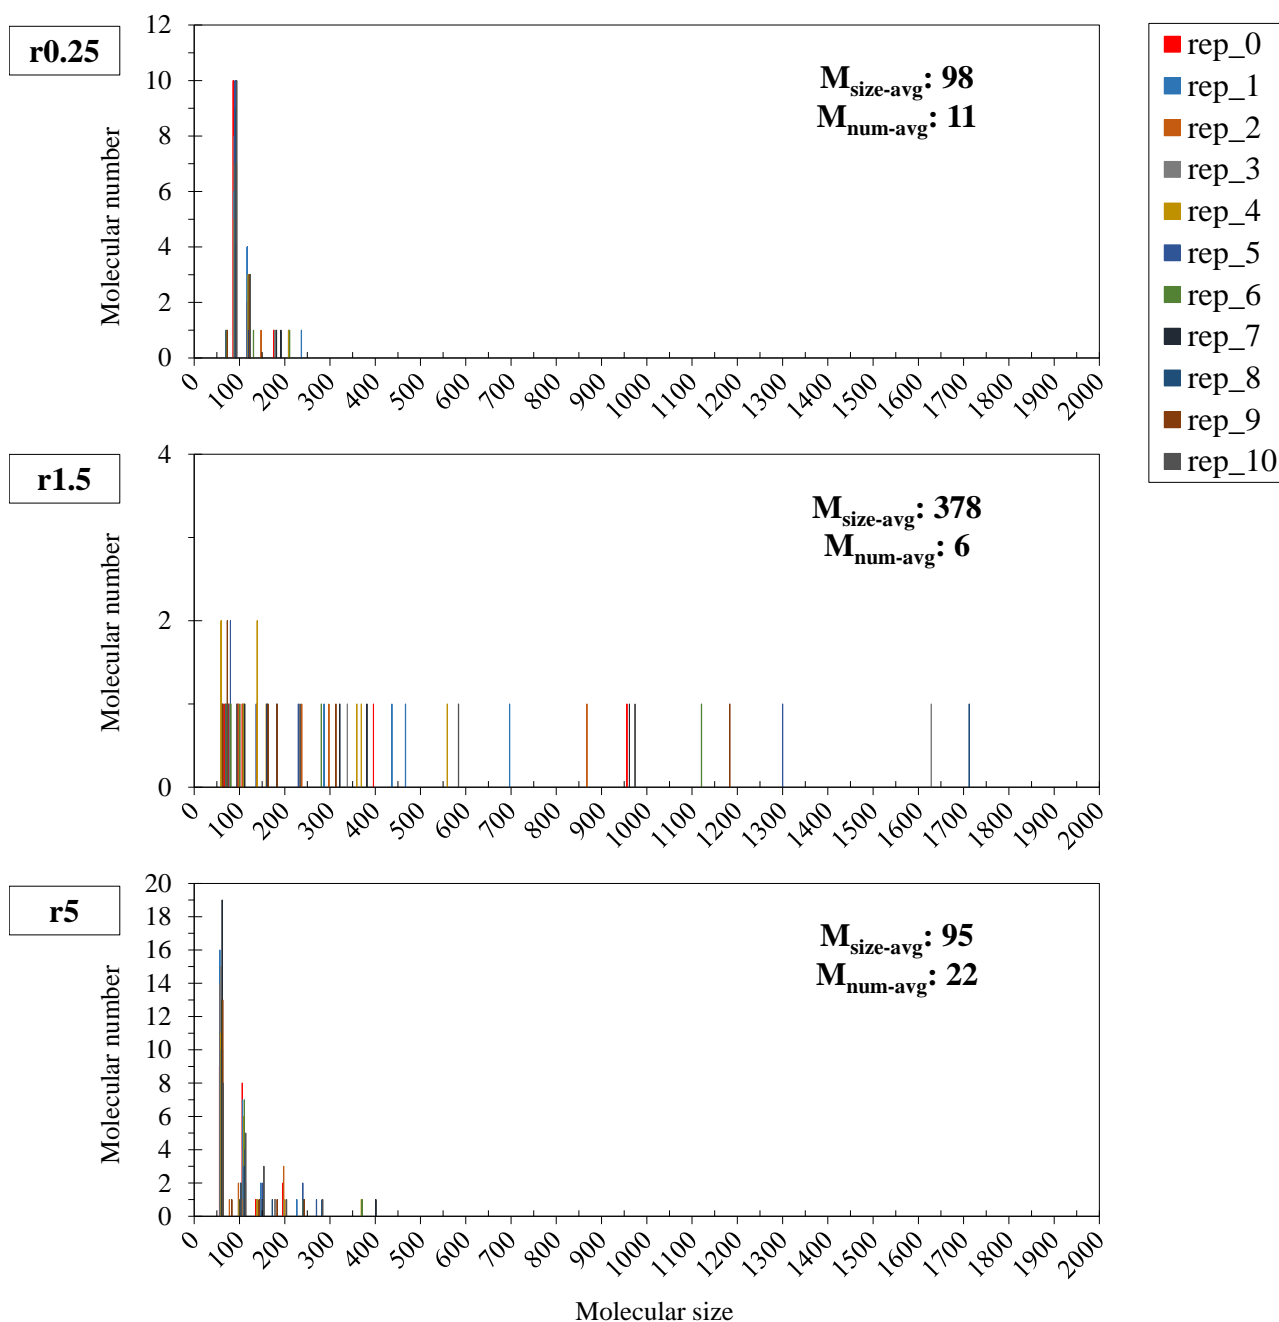 r0.25
Molecular number
12
10
8
6
4
2
0
M_size-avg: 98
M_num-avg: 11
0 100 200 300 400 500 600 700 800 900 1000 1100 1200 1300 1400 1500 1600 1700 1800 1900 2000
rep_0
rep_1
rep_2
rep_3
rep_4
rep_5
rep_6
rep_7
rep_8
rep_9
rep_10
r1.5
Molecular number
4
2
0
M_size-avg: 378
M_num-avg: 6
0 100 200 300 400 500 600 700 800 900 1000 1100 1200 1300 1400 1500 1600 1700 1800 1900 2000
r5
Molecular number
20
18
16
14
12
10
8
6
4
2
0
M_size-avg: 95
M_num-avg: 22
0 100 200 300 400 500 600 700 800 900 1000 1100 1200 1300 1400 1500 1600 1700 1800 1900 2000
Molecular size